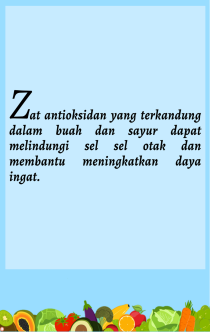 Zat antioksidan yang terkandung
dalam buah dan sayur dapat
melindungi sel sel otak dan
membantu meningkatkan daya
ingat.